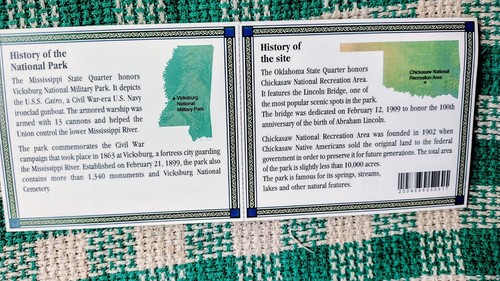 History of the
National Park
The Mississippi State Quarter honors
Vicksburg National Military Park. It depicts
the U.S.S. Cairo, a Civil War-era U.S. Navy
ironclad gunboat. The armored warship was
armed with 13 cannons and helped the
Union control the lower Mississippi River.
The park commemorates the Civil War
campaign that took place in 1863 at Vicksburg, a fortress city guarding
the Mississippi River. Established on February 21, 1899, the park also
contains more than 1,340 monuments and Vicksburg National
Cemetery.
Vicksburg
National
Military Park
History of
the site
The Oklahoma State Quarter honors
Chickasaw National Recreation Area.
It features the Lincoln Bridge, one of
the most popular scenic spots in the park.
The bridge was dedicated on February 12, 1909 to honor the 100th
anniversary of the birth of Abraham Lincoln.
Chickasaw National Recreation Area was founded in 1902 when
Chickasaw Native Americans sold the original land to the federal
government in order to preserve it for future generations. The total area
of the park is slightly less than 10,000 acres.
The park is famous for its springs, streams,
lakes and other natural features.
Chickasaw National
Recreation Area